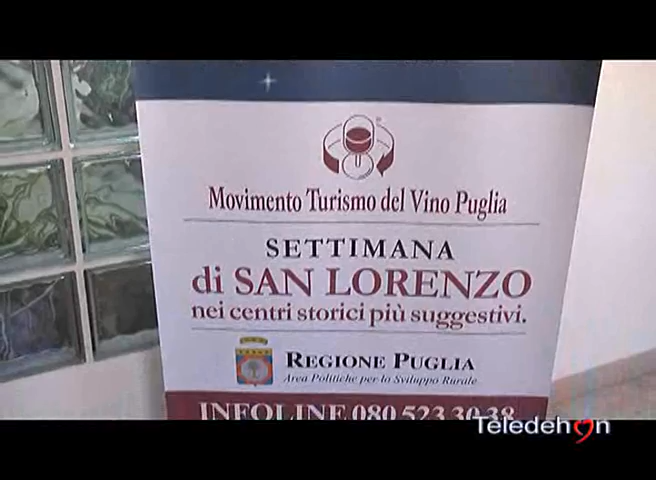 Movimento Turismo del Vino Puglia
SETTIMANA
di SAN LORENZO
nei centri storici più suggestivi.
REGIONE PUGLIA
Area Politiche per lo Sviluppo Rurale
INFOLINE 080 523 30 38
Teledehon